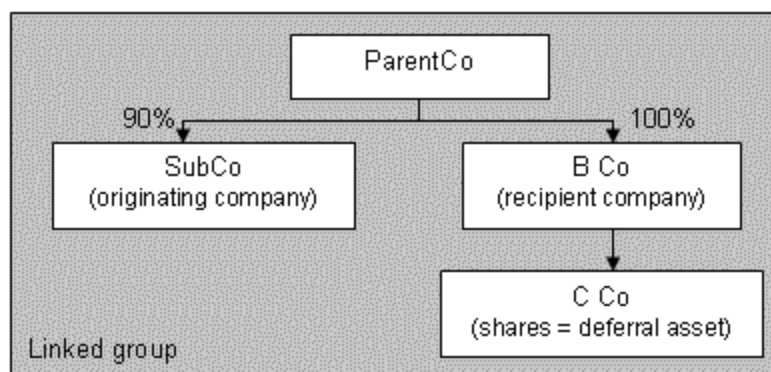 ParentCo
90%
100%
SubCo
(originating company)
B Co
(recipient company)
C Co
(shares = deferral asset)
Linked group